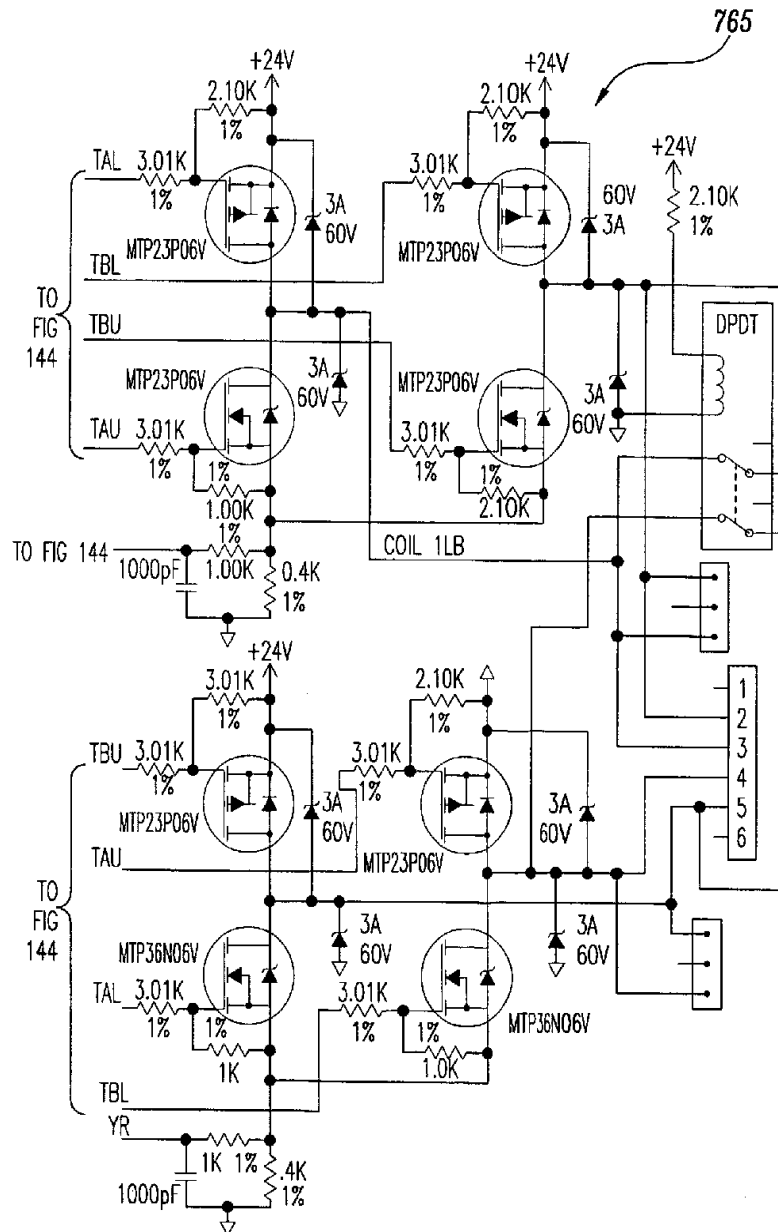 765
+24V
+24V
2.10K
1%
2.10K
1%
+24V
TAL
3.01K
1%
3.01K
1%
60V
3A
2.10K
1%
3A
60V
MTP23P06V
MTP23P06V
TBL
TO
FIG
144
TBU
DPDT
MTP23P06V
3A
60V
MTP23P06V
3A
60V
TAU
3.01K
1%
1%
1.00K
3.01K
1%
1%
2.10K
TO FIG 144
1%
1.00K
1000pF
0.4K
1%
COIL 1LB
+24V
3.01K
1%
2.10K
1%
1
2
3
4
5
6
TBU
3.01K
1%
3.01K
1%
3A
60V
3A
60V
MTP23P06V
MTP23P06V
TAU
TO
FIG
144
MTP36N06V
3A
60V
3A
60V
TAL
3.01K
1%
1%
1K
3.01K
1%
1%
1.0K
MTP36N06V
TBL
YR
1K
1%
1000pF
.4K
1%